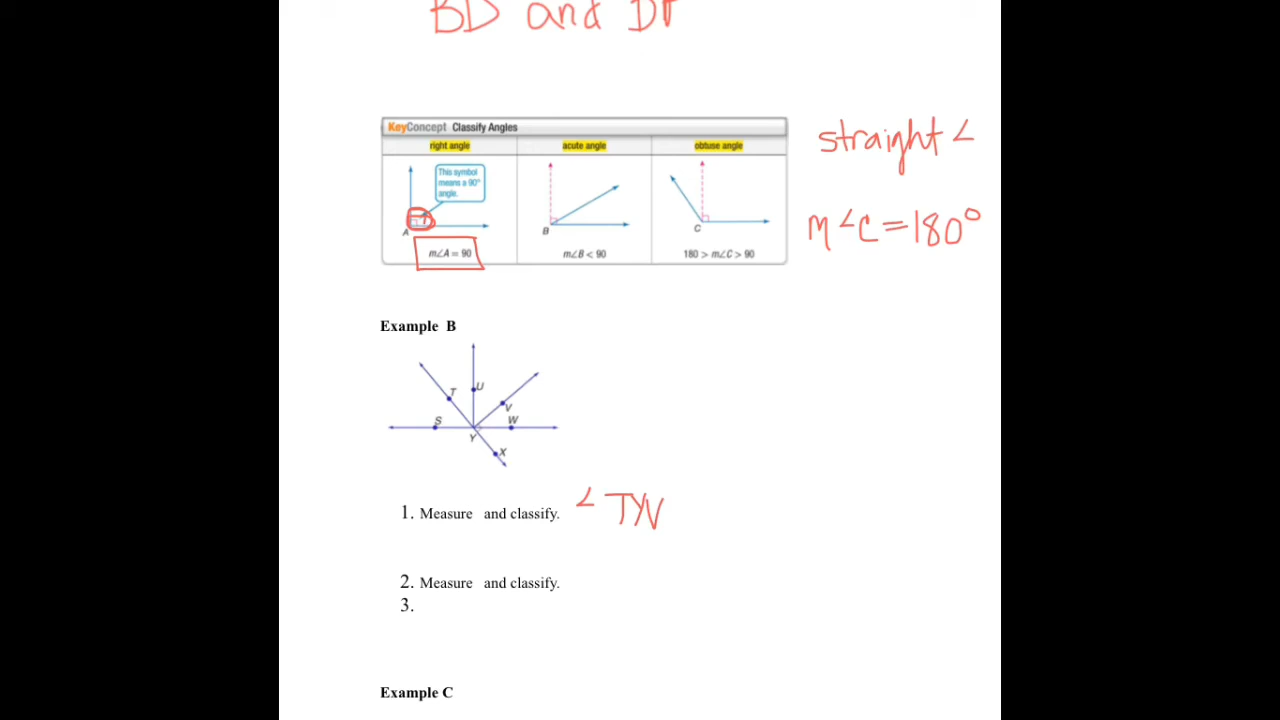 BD and DF
KeyConcept Classify Angles
right angle
acute angle
obtuse angle
This symbol
means a 90°
angle.
A
B
C
m∠A = 90
m∠B < 90
180 > m∠C > 90
straight ∠
m∠C = 180°
Example B
T
U
V
S
W
Y
X
1. Measure and classify. ∠TYV
2. Measure and classify.
3.
Example C